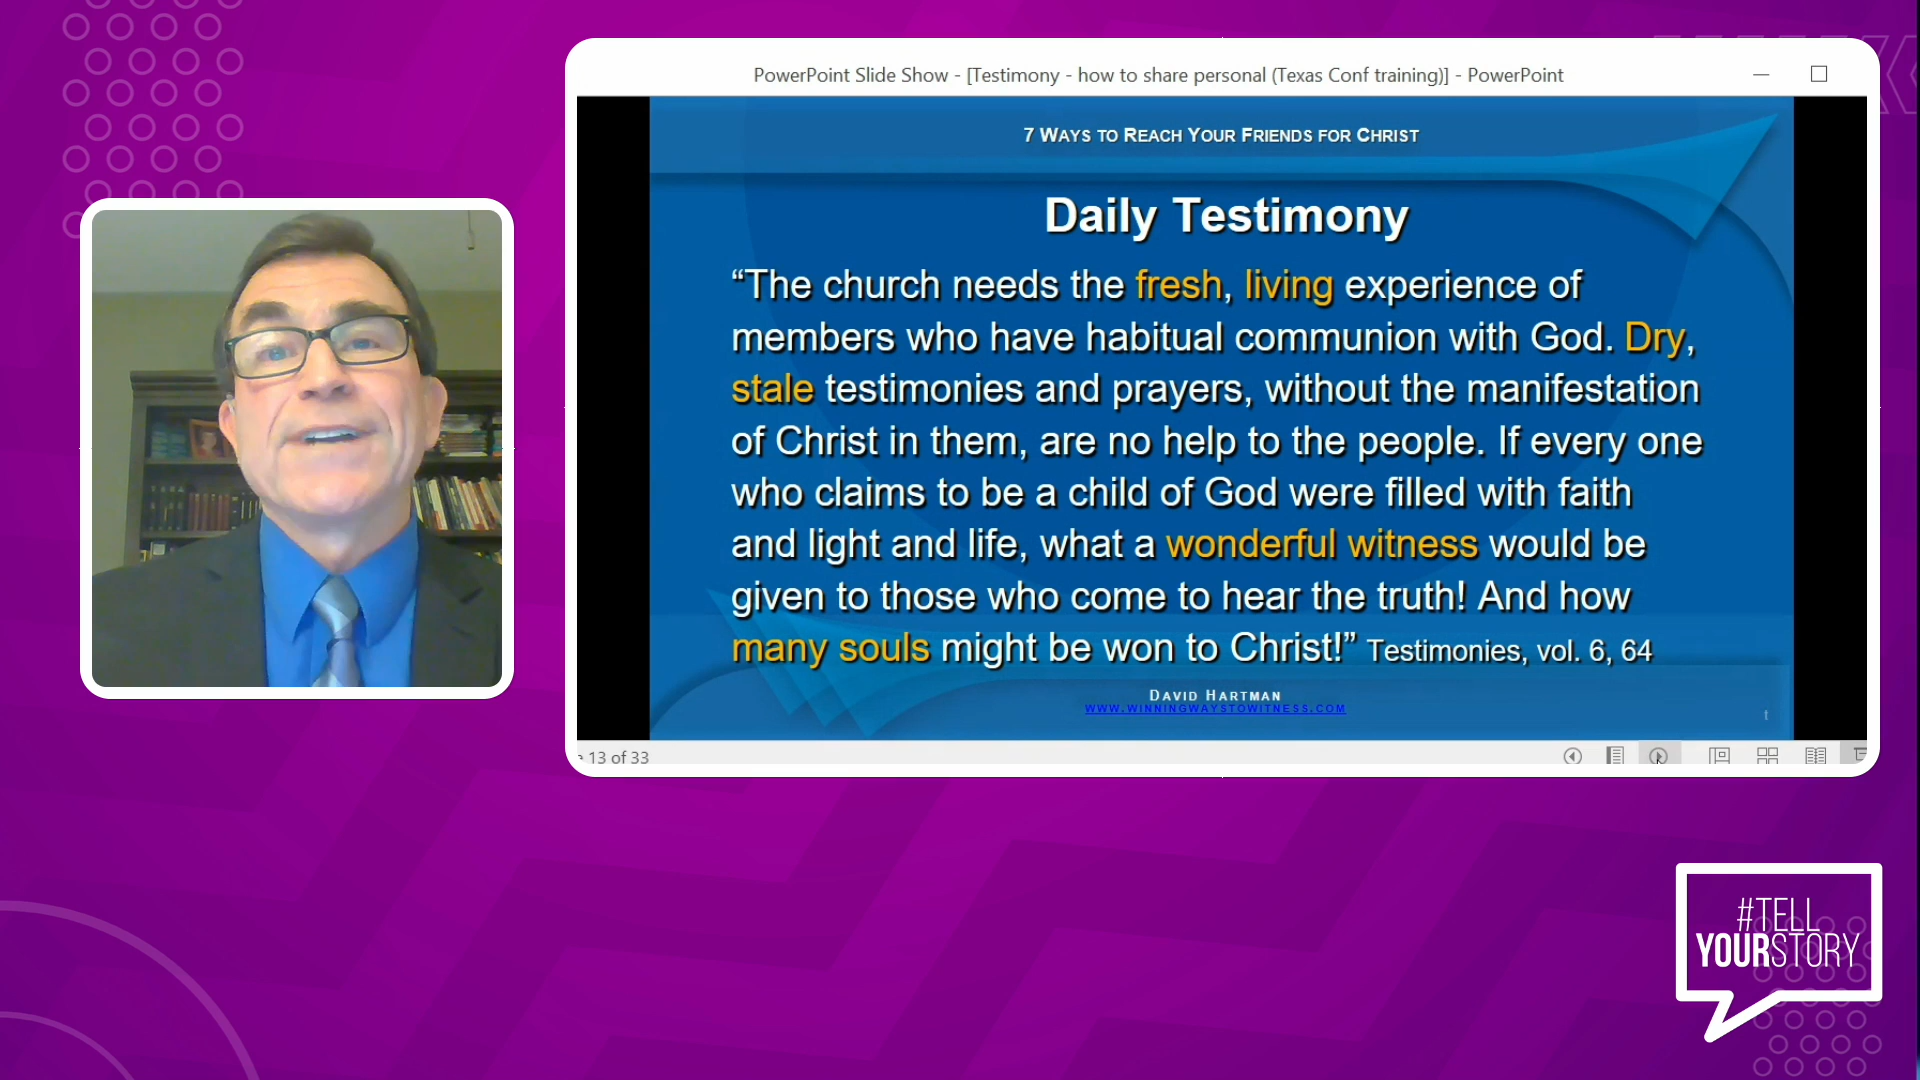 PowerPoint Slide Show - [Testimony - how to share personal (Texas Conf training)] - PowerPoint
7 WAYS TO REACH YOUR FRIENDS FOR CHRIST
Daily Testimony
“The church needs the fresh, living experience of
members who have habitual communion with God. Dry,
stale testimonies and prayers, without the manifestation
of Christ in them, are no help to the people. If every one
who claims to be a child of God were filled with faith
and light and life, what a wonderful witness would be
given to those who come to hear the truth! And how
many souls might be won to Christ!” Testimonies, vol. 6, 64
DAVID HARTMAN
WWW.WINNINGWAYSTOWITNESS.COM
t
13 of 33
#TELL
YOURSTORY